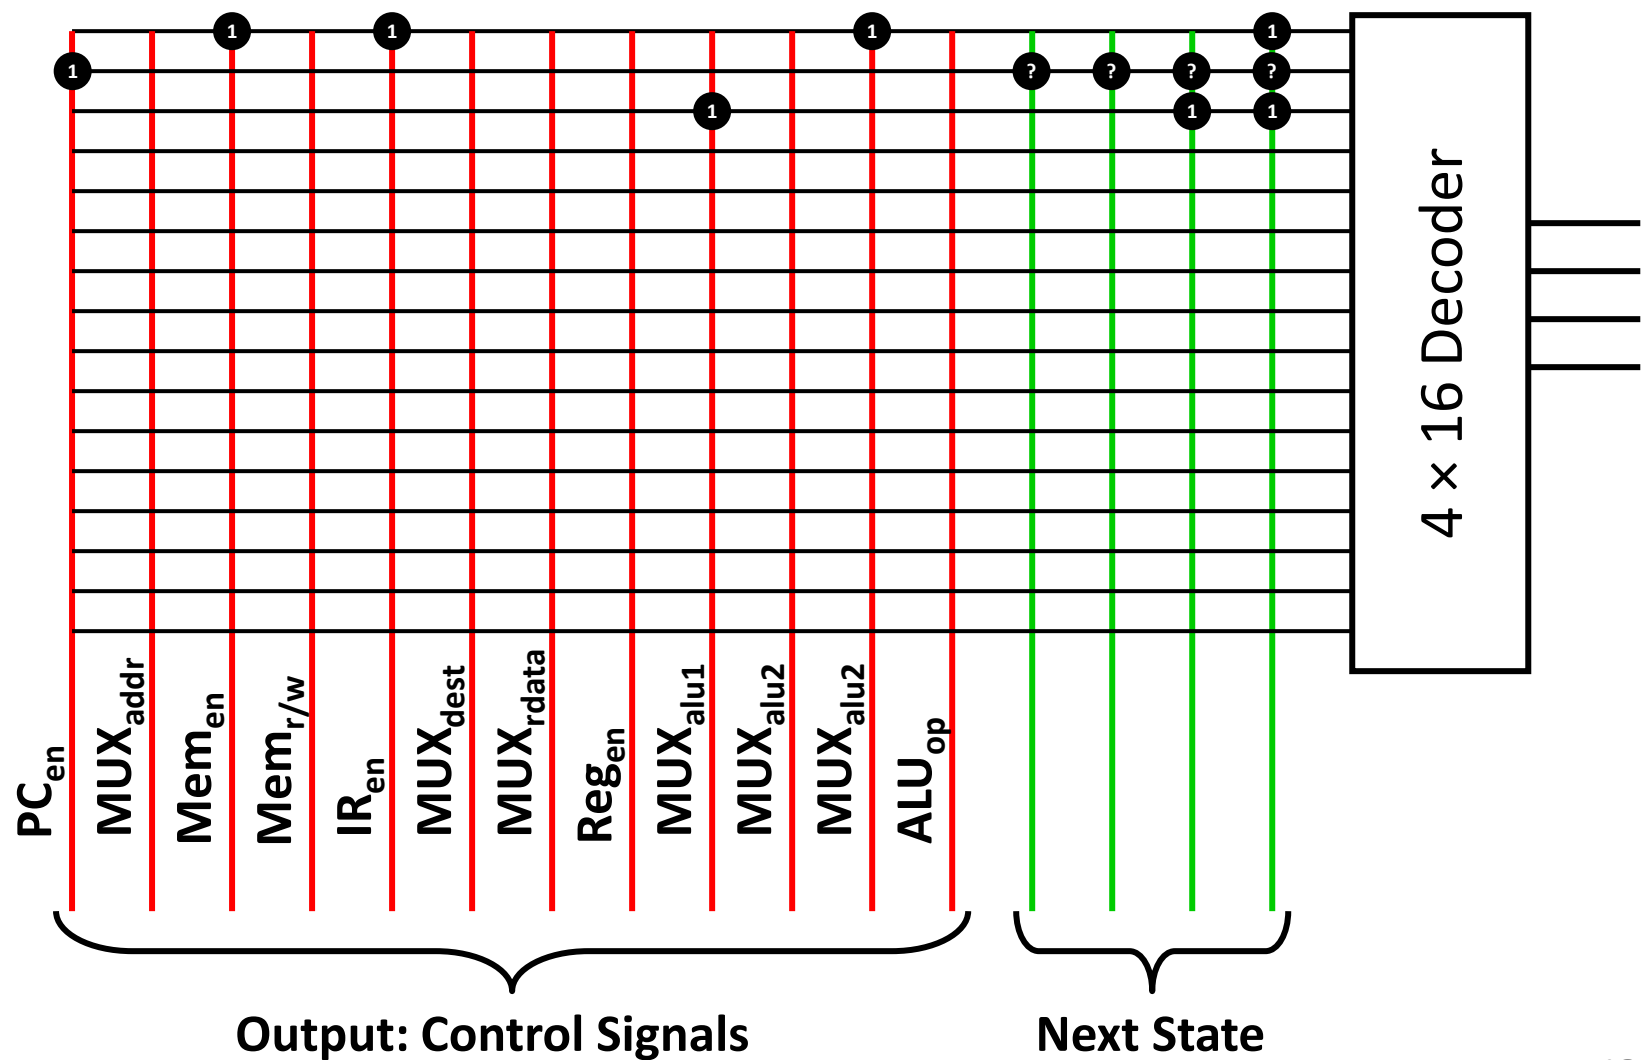 1 1 1 1
1 ? ? ? ?
1 1 1
4 × 16 Decoder
PCen
MUXaddr
Memen
Memr/w
IRen
MUXdest
MUXrdata
Regen
MUXalu1
MUXalu2
MUXalu2
ALUop
Output: Control Signals
Next State